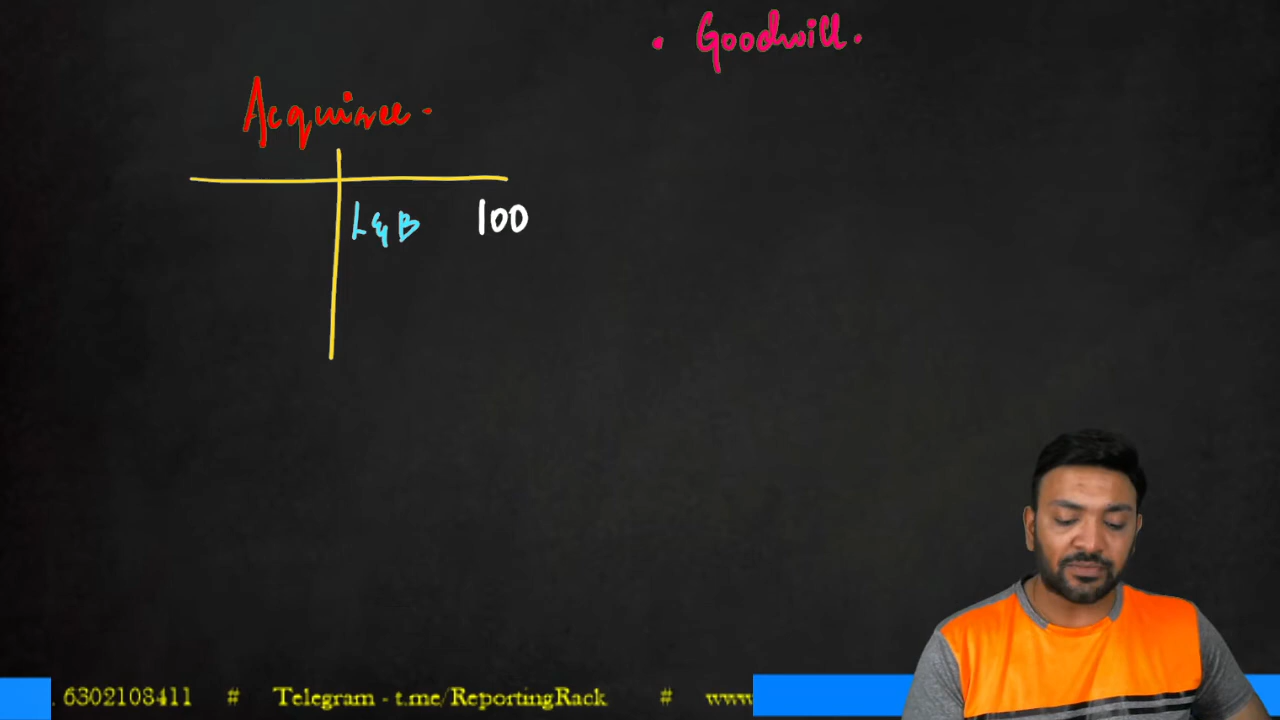 • Goodwill.
Acquiree -
L & B 100
. 6302108411 # Telegram - t.me/ReportingRack # www